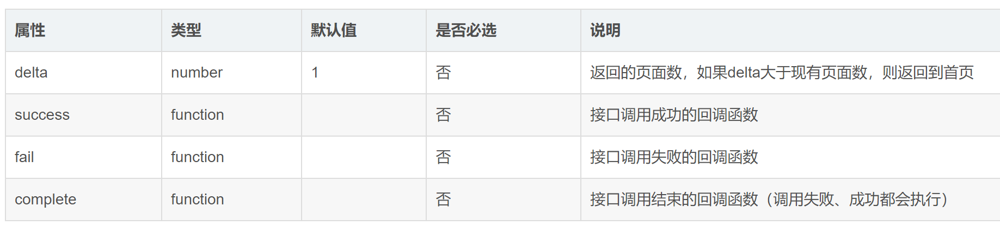 属性 类型 默认值 是否必选 说明
delta number 1 否 返回的页面数，如果delta大于现有页面数，则返回到首页
success function 否 接口调用成功的回调函数
fail function 否 接口调用失败的回调函数
complete function 否 接口调用结束的回调函数（调用失败、成功都会执行）